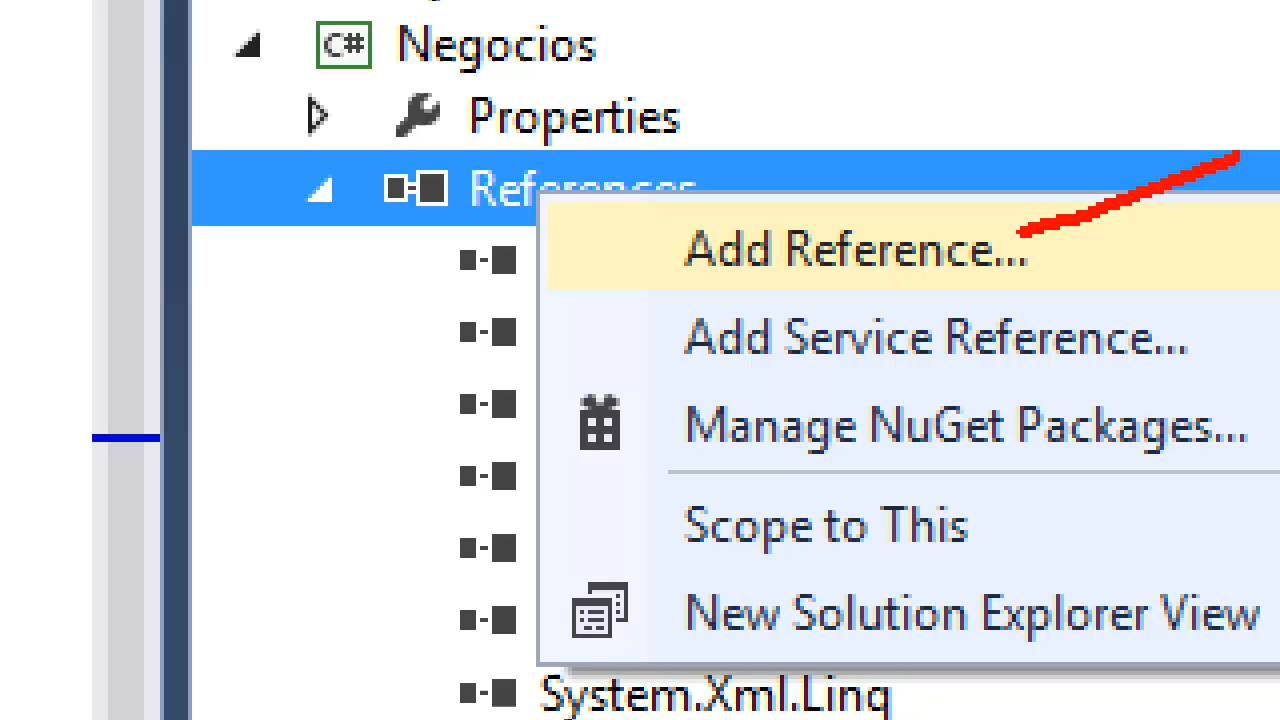 C# Negocios
Properties
References
Add Reference...
Add Service Reference...
Manage NuGet Packages...
Scope to This
New Solution Explorer View
System.Xml.Linq